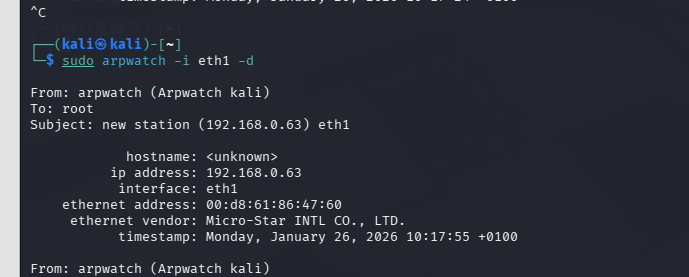 ^C
┌──(kali㉿kali)-[~]
└─$ sudo arpwatch -i eth1 -d
From: arpwatch (Arpwatch kali)
To: root
Subject: new station (192.168.0.63) eth1
hostname: <unknown>
ip address: 192.168.0.63
interface: eth1
ethernet address: 00:d8:61:86:47:60
ethernet vendor: Micro-Star INTL CO., LTD.
timestamp: Monday, January 26, 2026 10:17:55 +0100
From: arpwatch (Arpwatch kali)